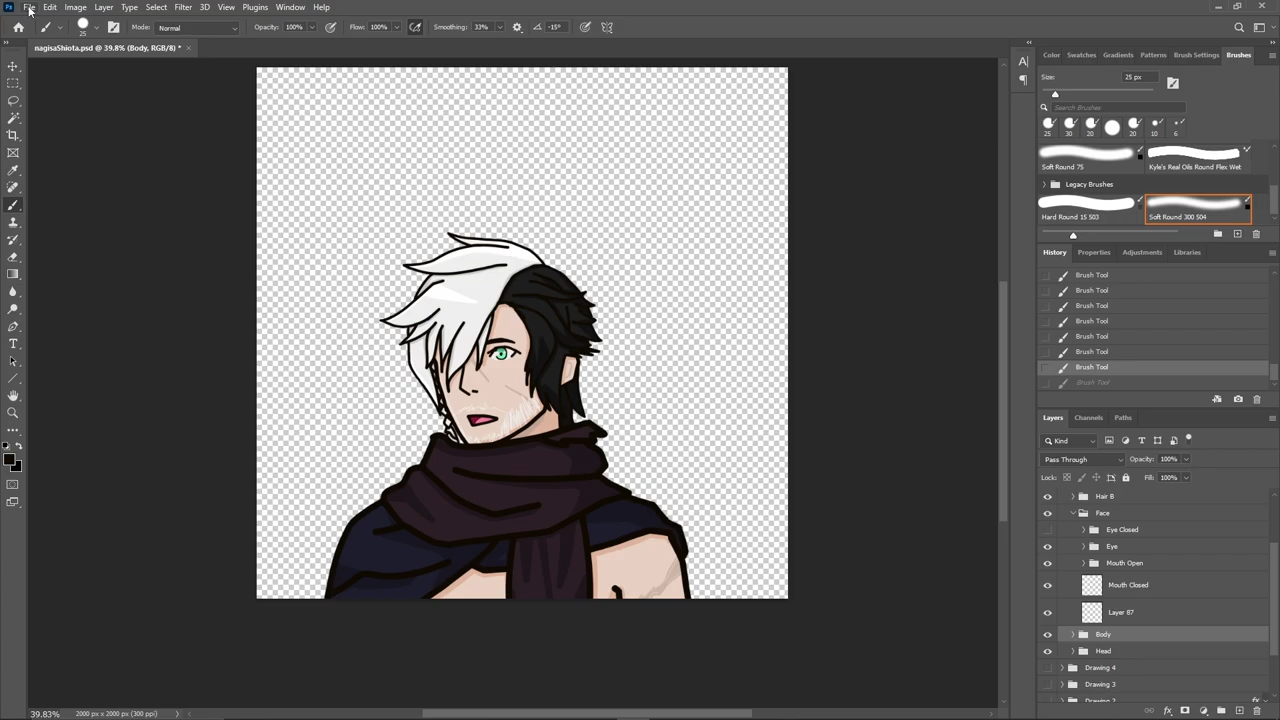 Ps File Edit Image Layer Type Select Filter 3D View Plugins Window Help
25 Mode: Normal Opacity: 100% Flow: 100% Smoothing: 33% -15°
nagisaShiota.psd @ 39.8% (Body, RGB/8) *
Color Swatches Gradients Patterns Brush Settings Brushes
Size: 25 px
Search Brushes
25 30 20 20 10 6
Soft Round 75 Kyle's Real Oils Round Flex Wet
Legacy Brushes
Hard Round 15 503 Soft Round 300 504
History Properties Adjustments Libraries
Brush Tool
Brush Tool
Brush Tool
Brush Tool
Brush Tool
Brush Tool
Brush Tool
Brush Tool
Layers Channels Paths
Kind
Pass Through Opacity: 100%
Lock: Fill: 100%
Hair B
Face
Eye Closed
Eye
Mouth Open
Mouth Closed
Layer 87
Body
Head
Drawing 4
Drawing 3
39.83% 2000 px x 2000 px (300 ppi)